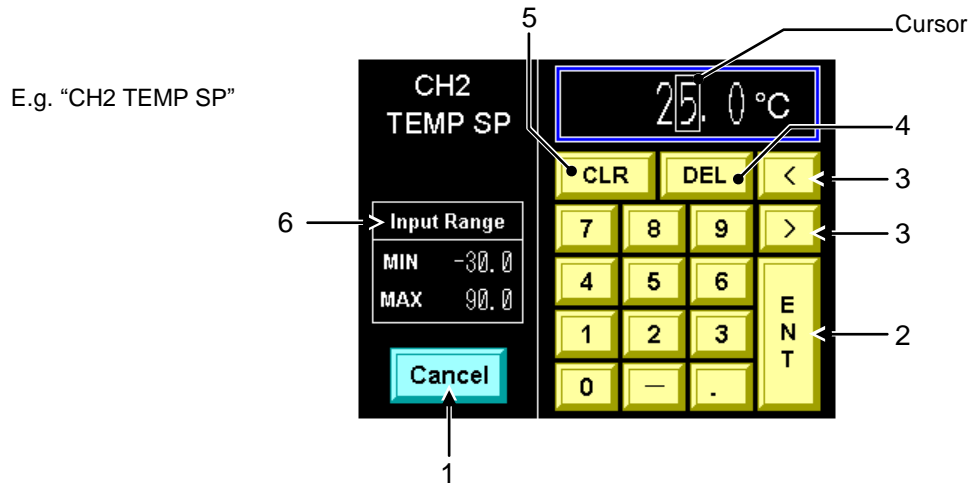 5
Cursor
E.g. “CH2 TEMP SP”
CH2
TEMP SP
25. 0 °C
4
CLR DEL <
3
6
Input Range
7 8 9 >
3
MIN -30. 0
MAX 90. 0
4 5 6
ENT
2
1 2 3
Cancel
0 — .
1